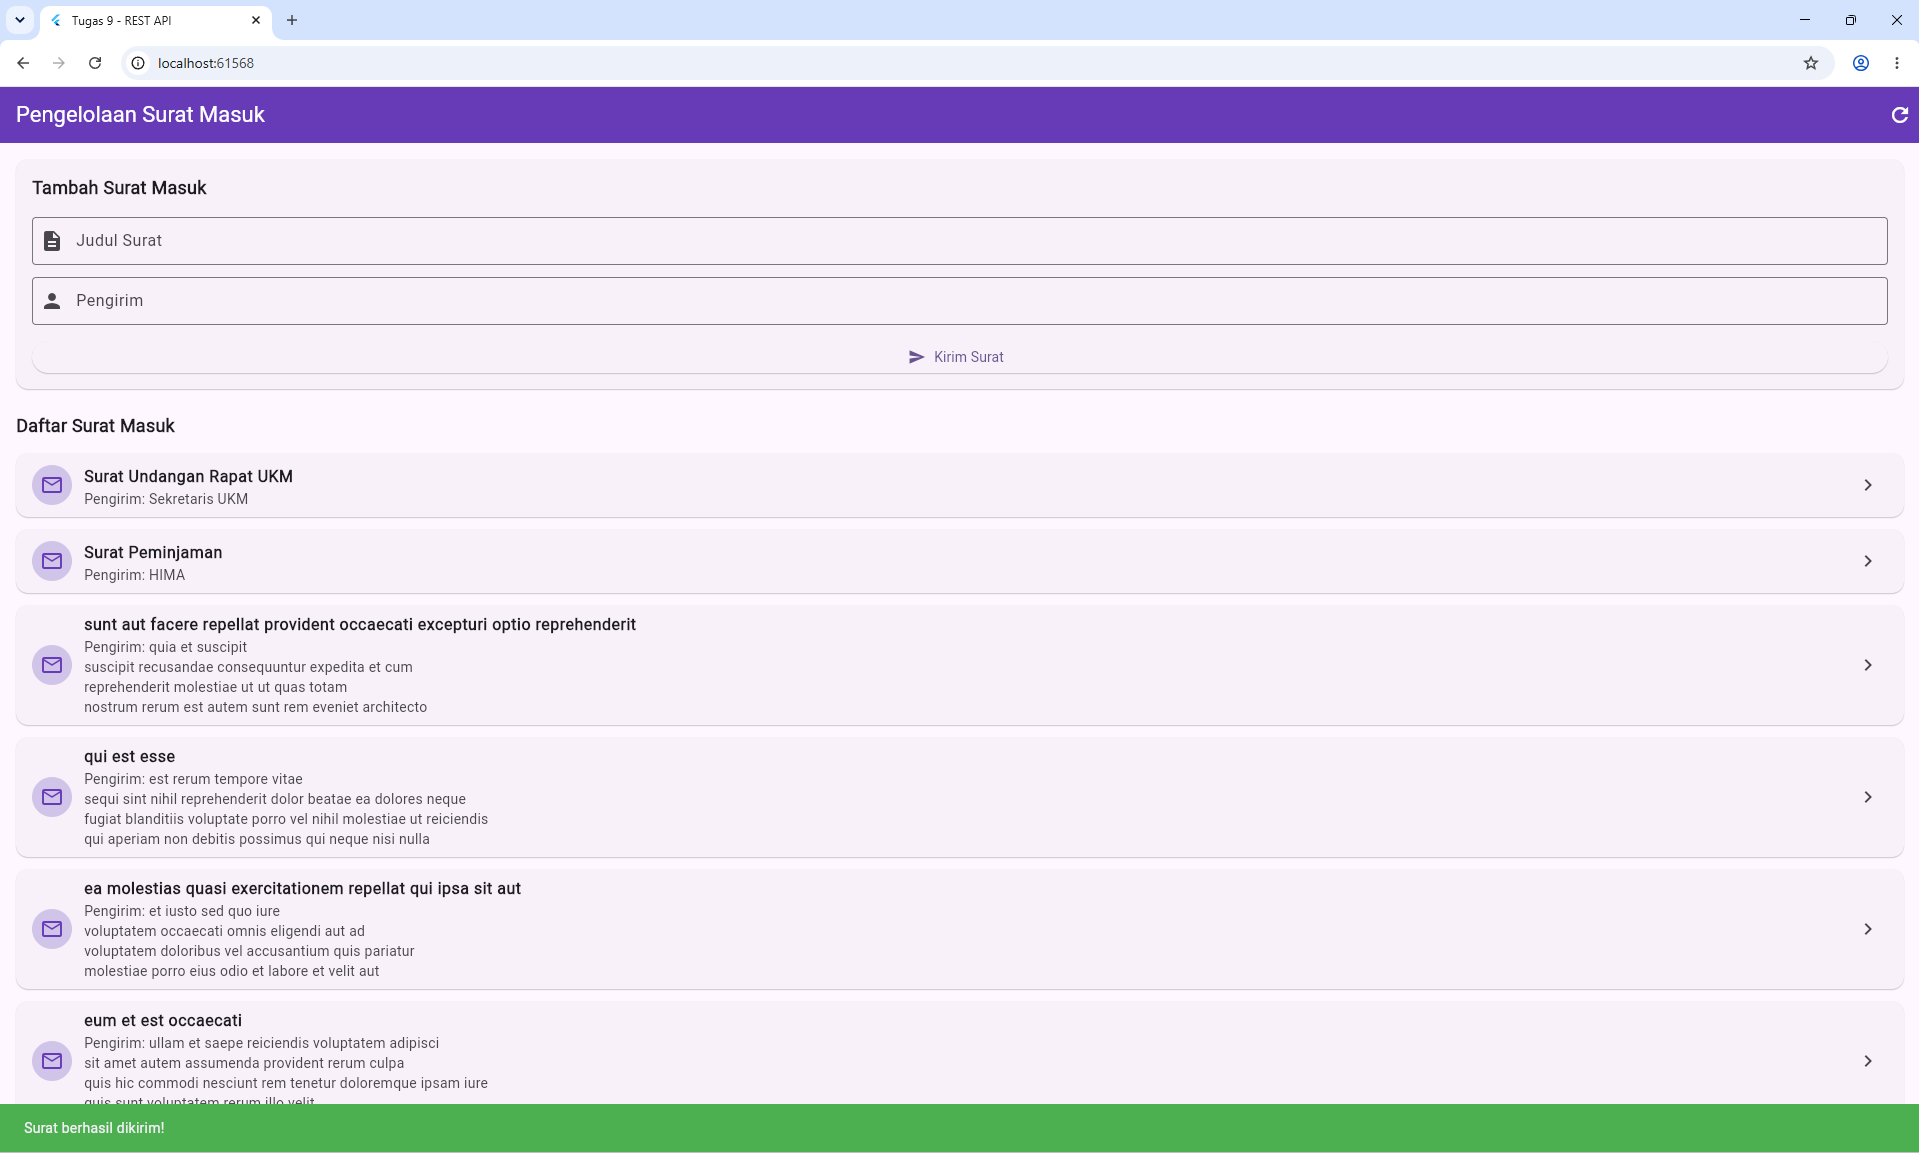 Tugas 9 - REST API
localhost:61568
Pengelolaan Surat Masuk
Tambah Surat Masuk
Judul Surat
Pengirim
Kirim Surat
Daftar Surat Masuk
Surat Undangan Rapat UKM
Pengirim: Sekretaris UKM
Surat Peminjaman
Pengirim: HIMA
sunt aut facere repellat provident occaecati excepturi optio reprehenderit
Pengirim: quia et suscipit
suscipit recusandae consequuntur expedita et cum
reprehenderit molestiae ut ut quas totam
nostrum rerum est autem sunt rem eveniet architecto
qui est esse
Pengirim: est rerum tempore vitae
sequi sint nihil reprehenderit dolor beatae ea dolores neque
fugiat blanditiis voluptate porro vel nihil molestiae ut reiciendis
qui aperiam non debitis possimus qui neque nisi nulla
ea molestias quasi exercitationem repellat qui ipsa sit aut
Pengirim: et iusto sed quo iure
voluptatem occaecati omnis eligendi aut ad
voluptatem doloribus vel accusantium quis pariatur
molestiae porro eius odio et labore et velit aut
eum et est occaecati
Pengirim: ullam et saepe reiciendis voluptatem adipisci
sit amet autem assumenda provident rerum culpa
quis hic commodi nesciunt rem tenetur doloremque ipsam iure
quis sunt voluptatem rerum illo velit
Surat berhasil dikirim!